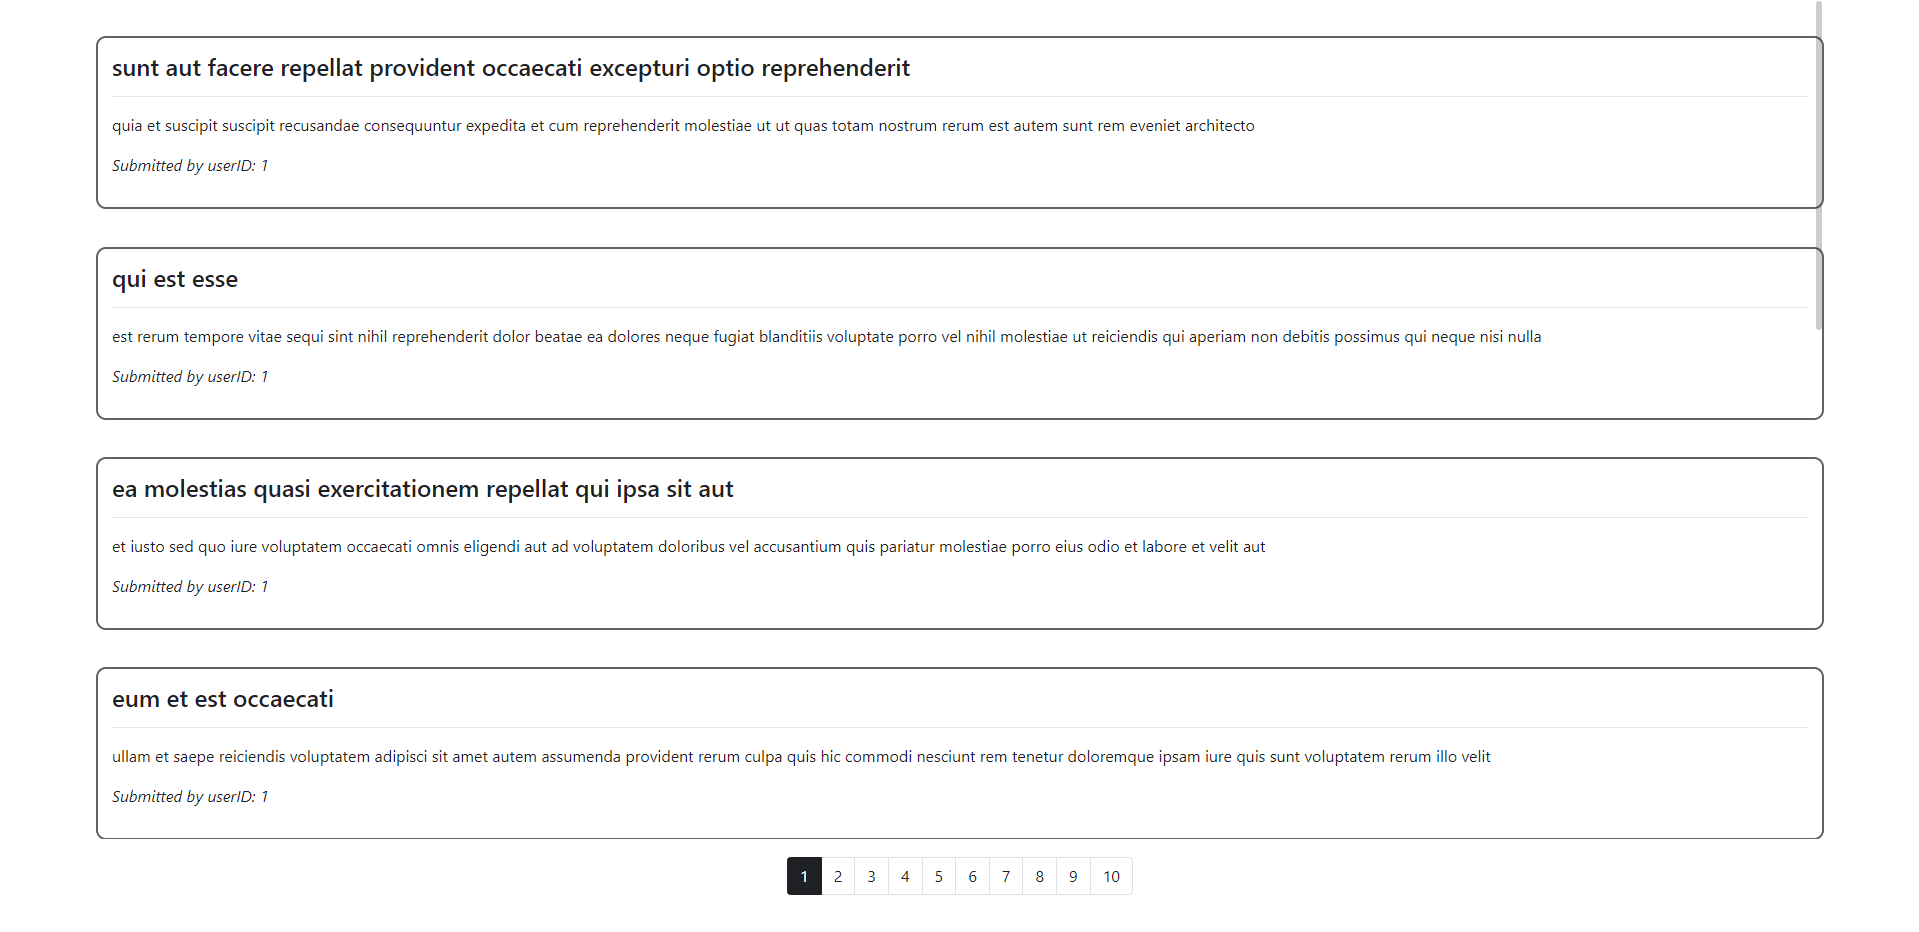 sunt aut facere repellat provident occaecati excepturi optio reprehenderit
quia et suscipit suscipit recusandae consequuntur expedita et cum reprehenderit molestiae ut ut quas totam nostrum rerum est autem sunt rem eveniet architecto
Submitted by userID: 1
qui est esse
est rerum tempore vitae sequi sint nihil reprehenderit dolor beatae ea dolores neque fugiat blanditiis voluptate porro vel nihil molestiae ut reiciendis qui aperiam non debitis possimus qui neque nisi nulla
Submitted by userID: 1
ea molestias quasi exercitationem repellat qui ipsa sit aut
et iusto sed quo iure voluptatem occaecati omnis eligendi aut ad voluptatem doloribus vel accusantium quis pariatur molestiae porro eius odio et labore et velit aut
Submitted by userID: 1
eum et est occaecati
ullam et saepe reiciendis voluptatem adipisci sit amet autem assumenda provident rerum culpa quis hic commodi nesciunt rem tenetur doloremque ipsam iure quis sunt voluptatem rerum illo velit
Submitted by userID: 1
1 2 3 4 5 6 7 8 9 10